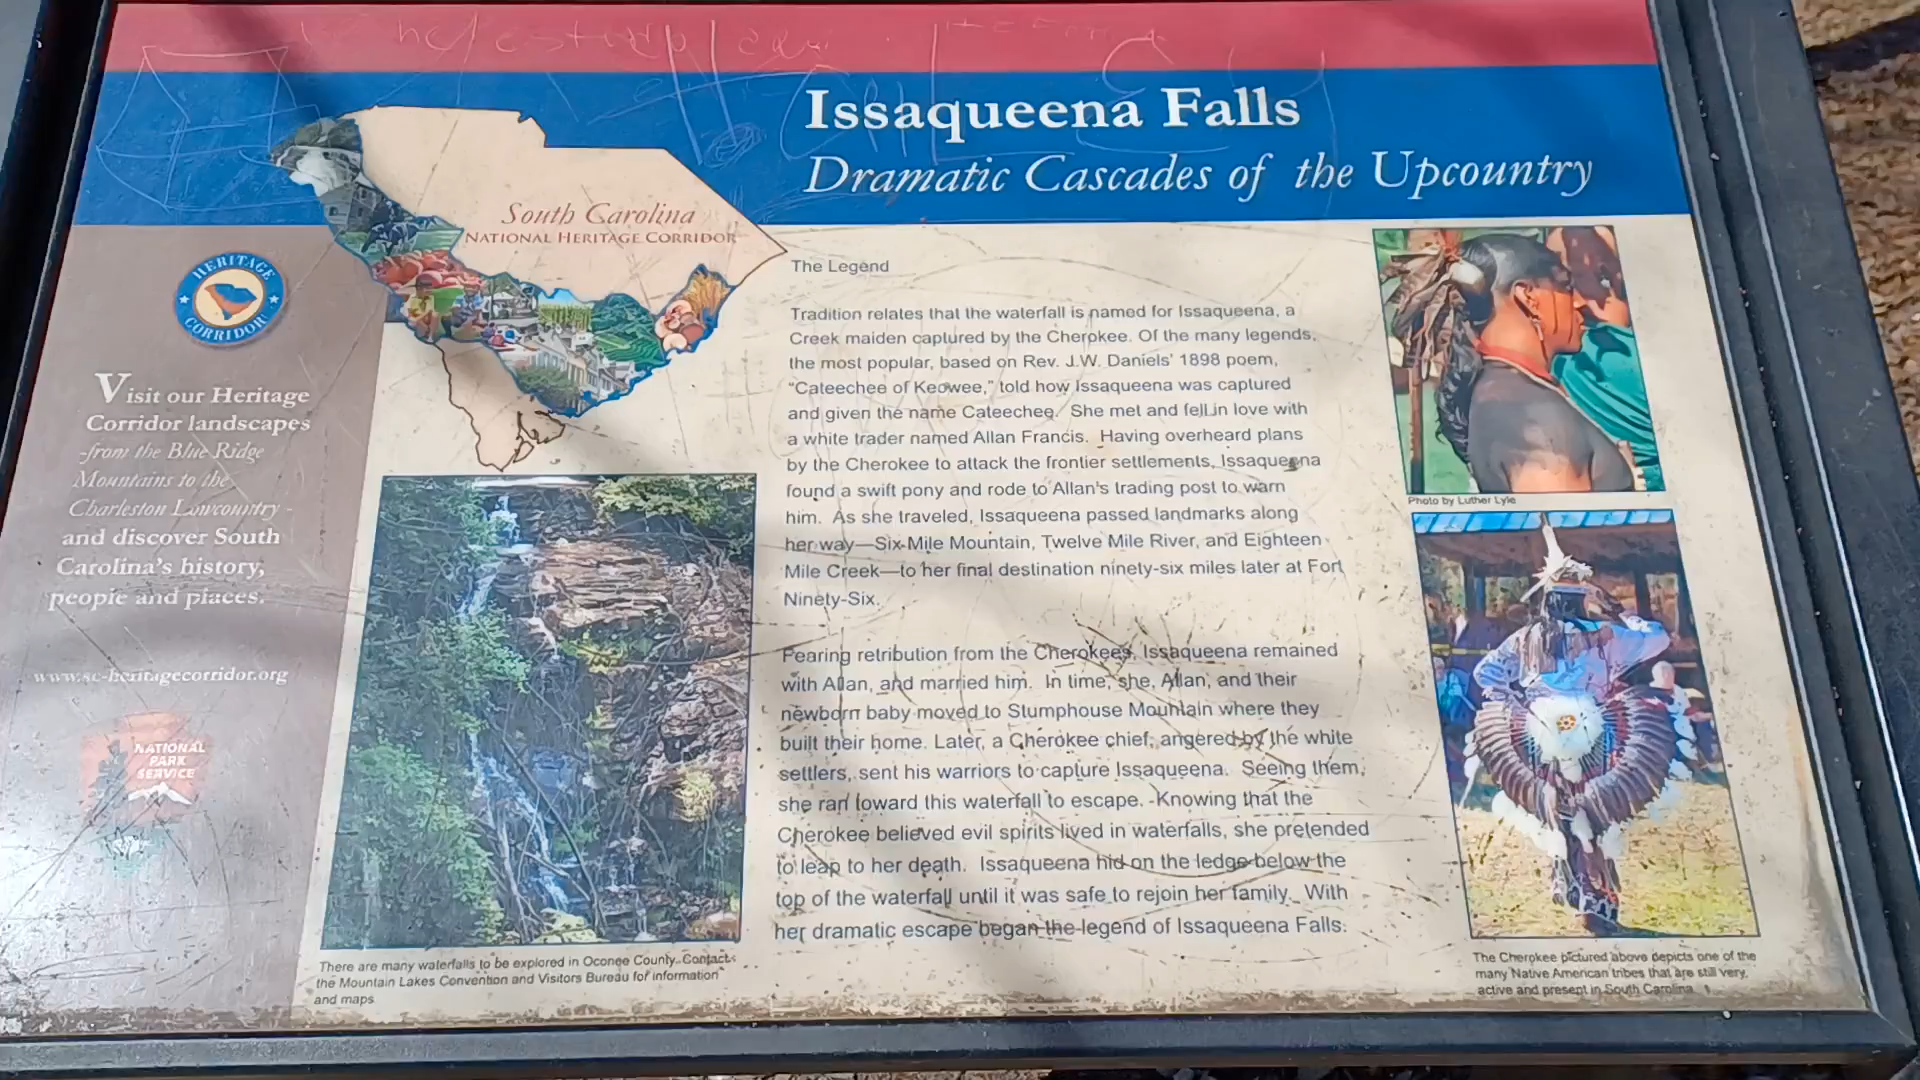 Issaqueena Falls
Dramatic Cascades of the Upcountry
South Carolina
NATIONAL HERITAGE CORRIDOR
HERITAGE
CORRIDOR
Visit our Heritage
Corridor landscapes
-from the Blue Ridge
Mountains to the
Charleston Lowcountry -
and discover South
Carolina's history,
people and places.
www.sc-heritagecorridor.org
NATIONAL
PARK
SERVICE
The Legend
Tradition relates that the waterfall is named for Issaqueena, a
Creek maiden captured by the Cherokee. Of the many legends,
the most popular, based on Rev. J.W. Daniels' 1898 poem,
"Cateechee of Keowee," told how Issaqueena was captured
and given the name Cateechee. She met and fell in love with
a white trader named Allan Francis. Having overheard plans
by the Cherokee to attack the frontier settlements, Issaqueena
found a swift pony and rode to Allan's trading post to warn
him. As she traveled, Issaqueena passed landmarks along
her way—Six Mile Mountain, Twelve Mile River, and Eighteen
Mile Creek—to her final destination ninety-six miles later at Fort
Ninety-Six.
Fearing retribution from the Cherokees, Issaqueena remained
with Allan, and married him. In time, she, Allan, and their
newborn baby moved to Stumphouse Mountain where they
built their home. Later, a Cherokee chief, angered by the white
settlers, sent his warriors to capture Issaqueena. Seeing them,
she ran toward this waterfall to escape. Knowing that the
Cherokee believed evil spirits lived in waterfalls, she pretended
to leap to her death. Issaqueena hid on the ledge below the
top of the waterfall until it was safe to rejoin her family. With
her dramatic escape began the legend of Issaqueena Falls.
There are many waterfalls to be explored in Oconee County. Contact
the Mountain Lakes Convention and Visitors Bureau for information
and maps
Photo by Luther Lyle
The Cherokee pictured above depicts one of the
many Native American tribes that are still very
active and present in South Carolina.